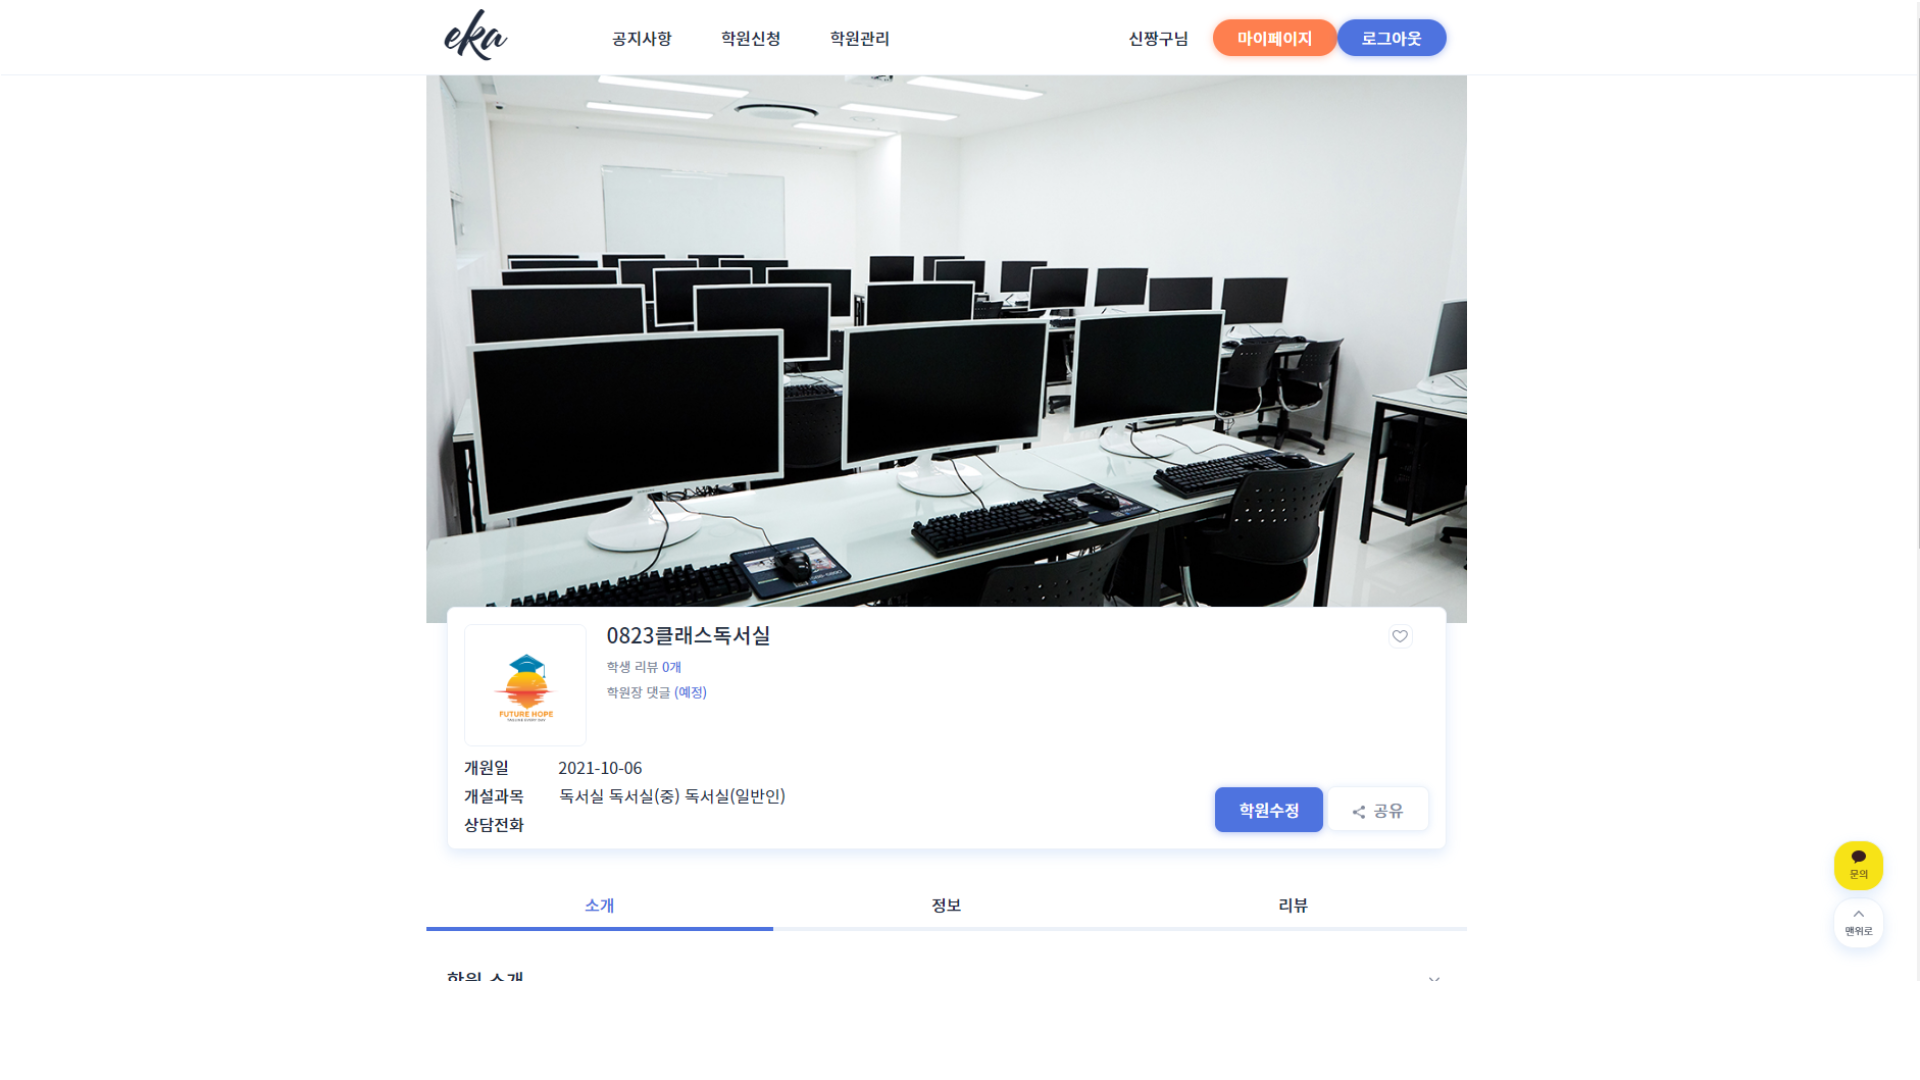 eka
공지사항 학원신청 학원관리 신짱구님 마이페이지 로그아웃
0823클래스독서실
학생 리뷰 0개
학원장 댓글 (예정)
FUTURE HOPE
개원일 2021-10-06
개설과목 독서실 독서실(중) 독서실(일반인)
상담전화
학원수정 공유
문의
맨위로
소개 정보 리뷰
학원 소개